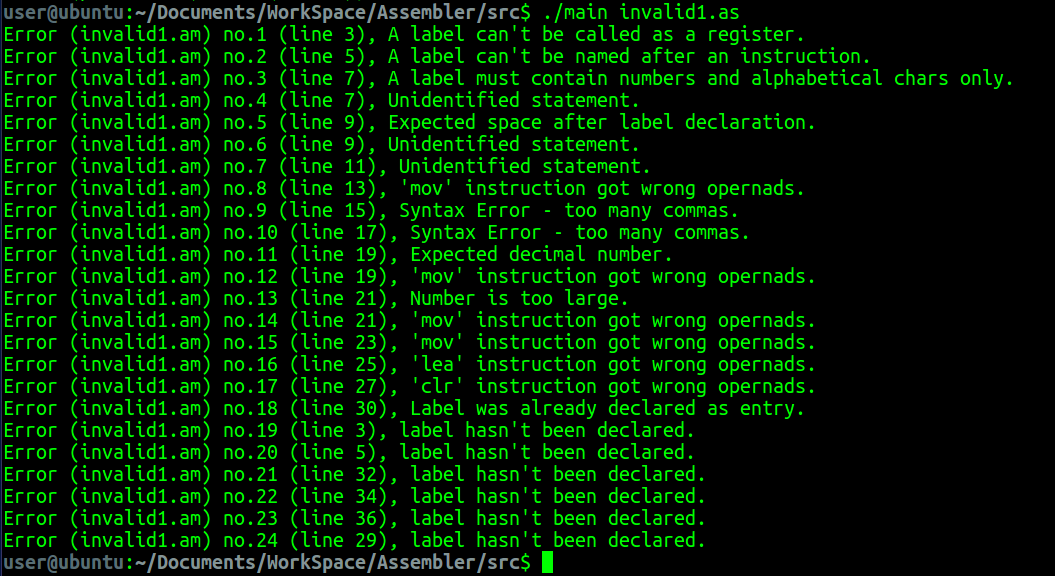 user@ubuntu:~/Documents/WorkSpace/Assembler/src$ ./main invalid1.as
Error (invalid1.am) no.1 (line 3), A label can't be called as a register.
Error (invalid1.am) no.2 (line 5), A label can't be named after an instruction.
Error (invalid1.am) no.3 (line 7), A label must contain numbers and alphabetical chars only.
Error (invalid1.am) no.4 (line 7), Unidentified statement.
Error (invalid1.am) no.5 (line 9), Expected space after label declaration.
Error (invalid1.am) no.6 (line 9), Unidentified statement.
Error (invalid1.am) no.7 (line 11), Unidentified statement.
Error (invalid1.am) no.8 (line 13), 'mov' instruction got wrong opernads.
Error (invalid1.am) no.9 (line 15), Syntax Error - too many commas.
Error (invalid1.am) no.10 (line 17), Syntax Error - too many commas.
Error (invalid1.am) no.11 (line 19), Expected decimal number.
Error (invalid1.am) no.12 (line 19), 'mov' instruction got wrong opernads.
Error (invalid1.am) no.13 (line 21), Number is too large.
Error (invalid1.am) no.14 (line 21), 'mov' instruction got wrong opernads.
Error (invalid1.am) no.15 (line 23), 'mov' instruction got wrong opernads.
Error (invalid1.am) no.16 (line 25), 'lea' instruction got wrong opernads.
Error (invalid1.am) no.17 (line 27), 'clr' instruction got wrong opernads.
Error (invalid1.am) no.18 (line 30), Label was already declared as entry.
Error (invalid1.am) no.19 (line 3), label hasn't been declared.
Error (invalid1.am) no.20 (line 5), label hasn't been declared.
Error (invalid1.am) no.21 (line 32), label hasn't been declared.
Error (invalid1.am) no.22 (line 34), label hasn't been declared.
Error (invalid1.am) no.23 (line 36), label hasn't been declared.
Error (invalid1.am) no.24 (line 29), label hasn't been declared.
user@ubuntu:~/Documents/WorkSpace/Assembler/src$